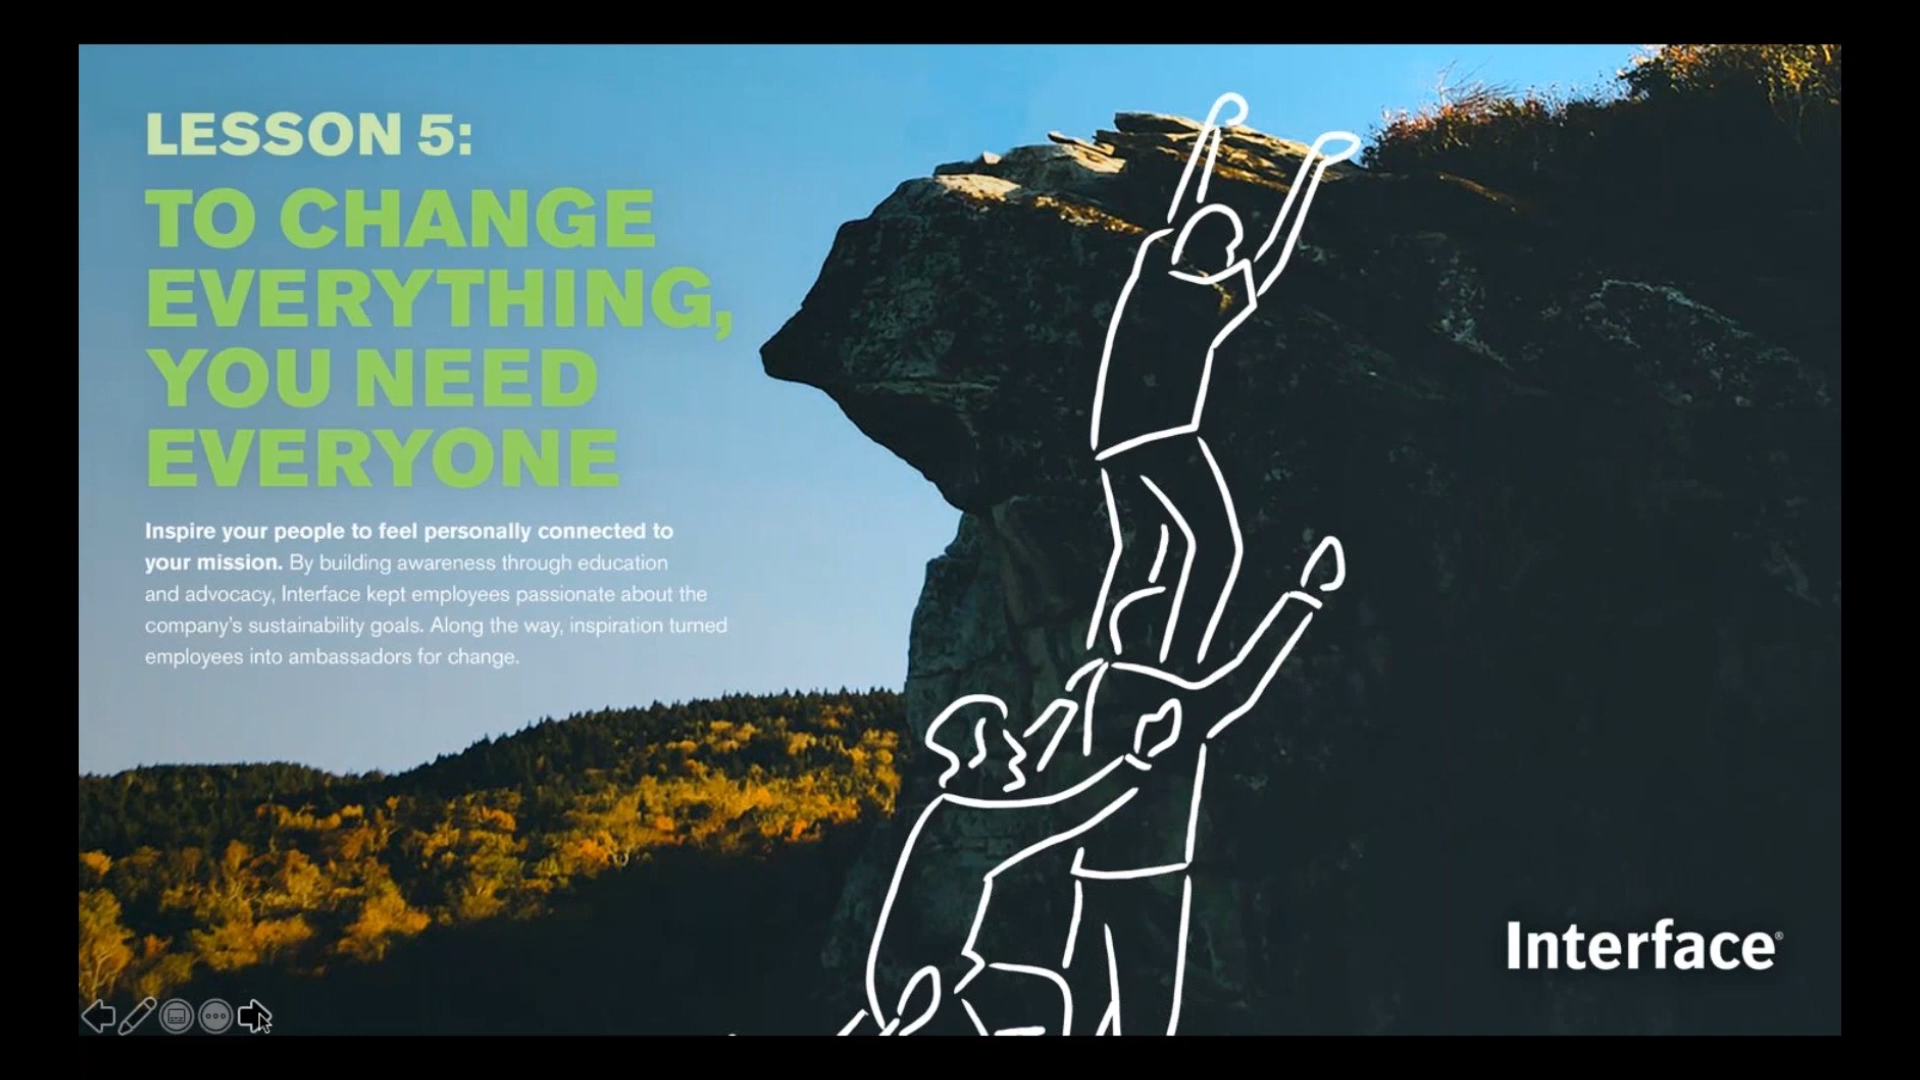 LESSON 5:
TO CHANGE
EVERYTHING,
YOU NEED
EVERYONE
Inspire your people to feel personally connected to
your mission. By building awareness through education
and advocacy, Interface kept employees passionate about the
company's sustainability goals. Along the way, inspiration turned
employees into ambassadors for change.
Interface®